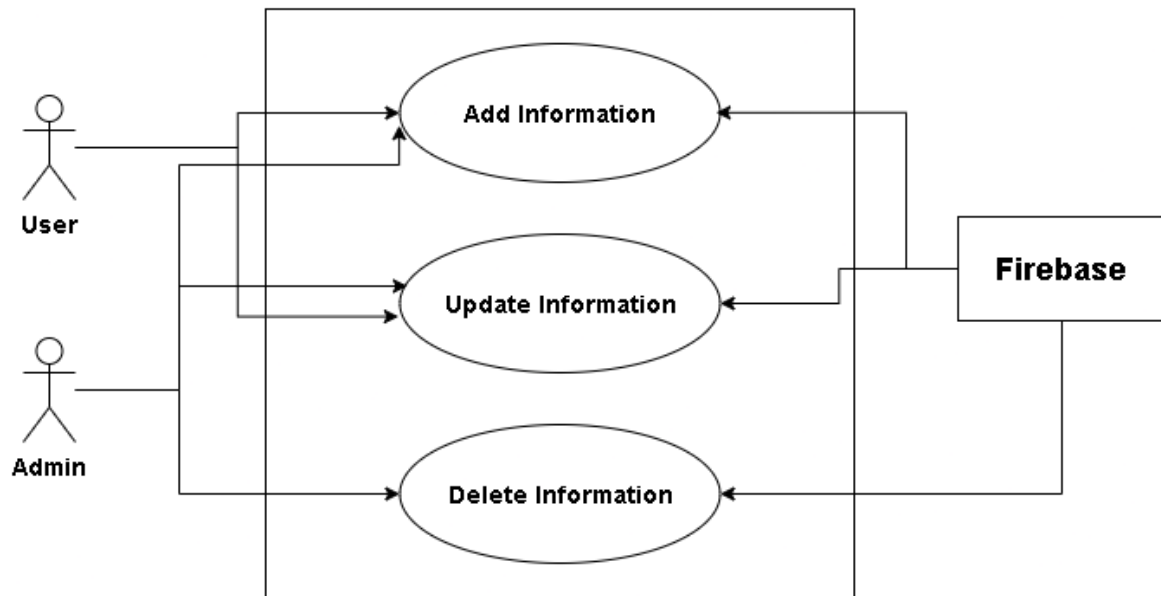 Add Information
User
Firebase
Update Information
Admin
Delete Information